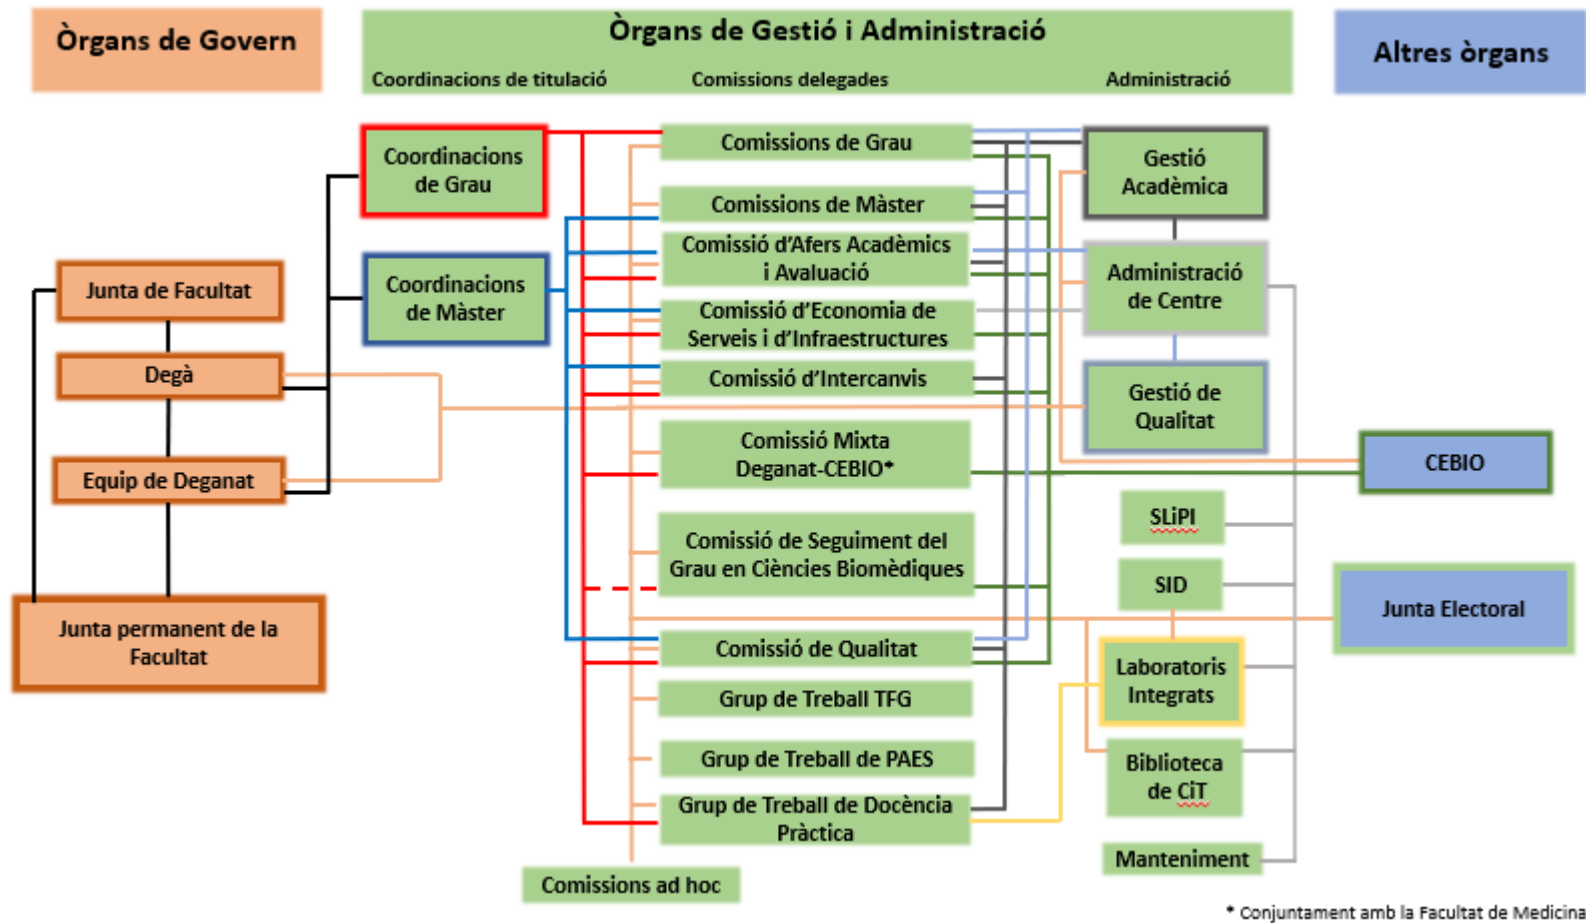 Òrgans de Govern
Òrgans de Gestió i Administració
Coordinacions de titulació
Comissions delegades
Administració
Altres òrgans
Junta de Facultat
Degà
Equip de Deganat
Junta permanent de la
Facultat
Coordinacions
de Grau
Coordinacions
de Màster
Comissions de Grau
Comissions de Màster
Comissió d'Afers Acadèmics
i Avaluació
Comissió d'Economia de
Serveis i d'Infraestructures
Comissió d'Intercanvis
Comissió Mixta
Deganat-CEBIO*
Comissió de Seguiment del
Grau en Ciències Biomèdiques
Comissió de Qualitat
Grup de Treball TFG
Grup de Treball de PAES
Grup de Treball de Docència
Pràctica
Comissions ad hoc
Gestió
Acadèmica
Administració
de Centre
Gestió de
Qualitat
SLiPI
SID
Laboratoris
Integrats
Biblioteca
de CiT
Manteniment
CEBIO
Junta Electoral
* Conjuntament amb la Facultat de Medicina